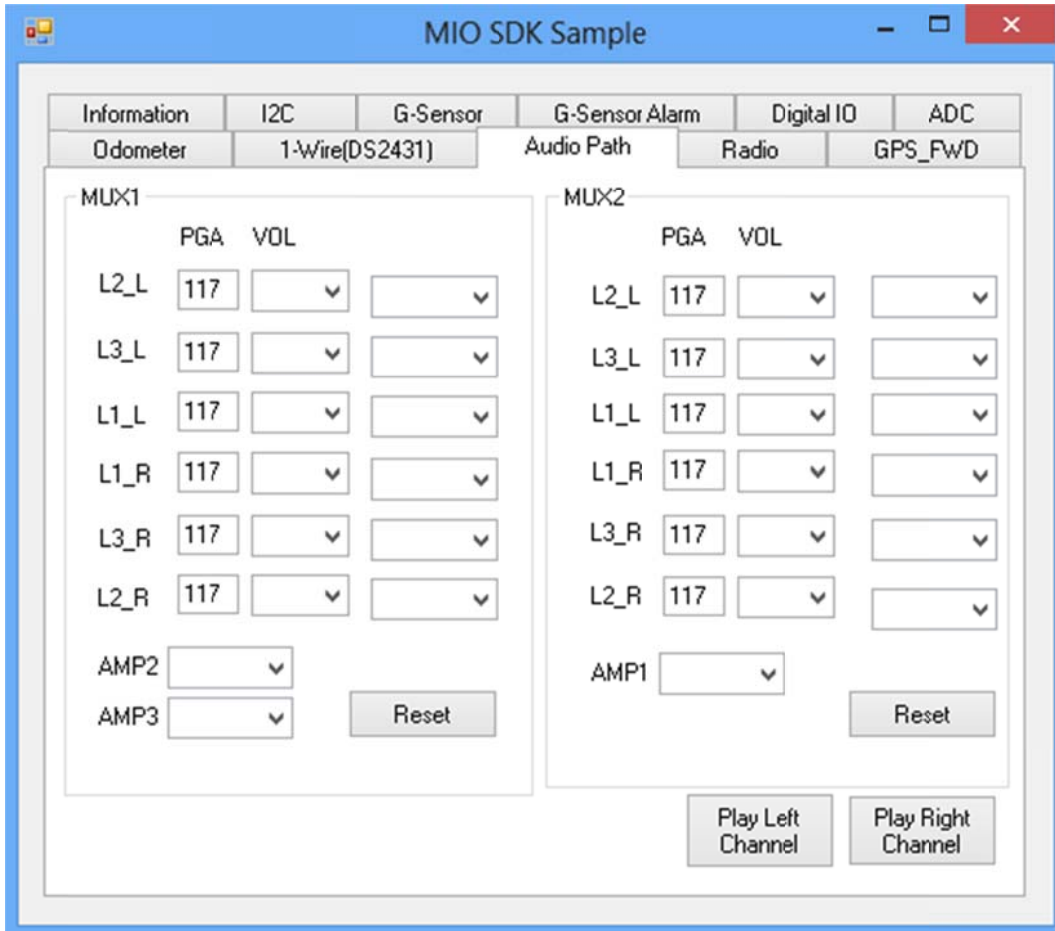 MIO SDK Sample
Information I2C G-Sensor G-Sensor Alarm Digital IO ADC
Odometer 1-Wire(DS2431) Audio Path Radio GPS_FWD
MUX1
PGA VOL
L2_L 117
L3_L 117
L1_L 117
L1_R 117
L3_R 117
L2_R 117
AMP2
AMP3 Reset
MUX2
PGA VOL
L2_L 117
L3_L 117
L1_L 117
L1_R 117
L3_R 117
L2_R 117
AMP1
Reset
Play Left
Channel
Play Right
Channel